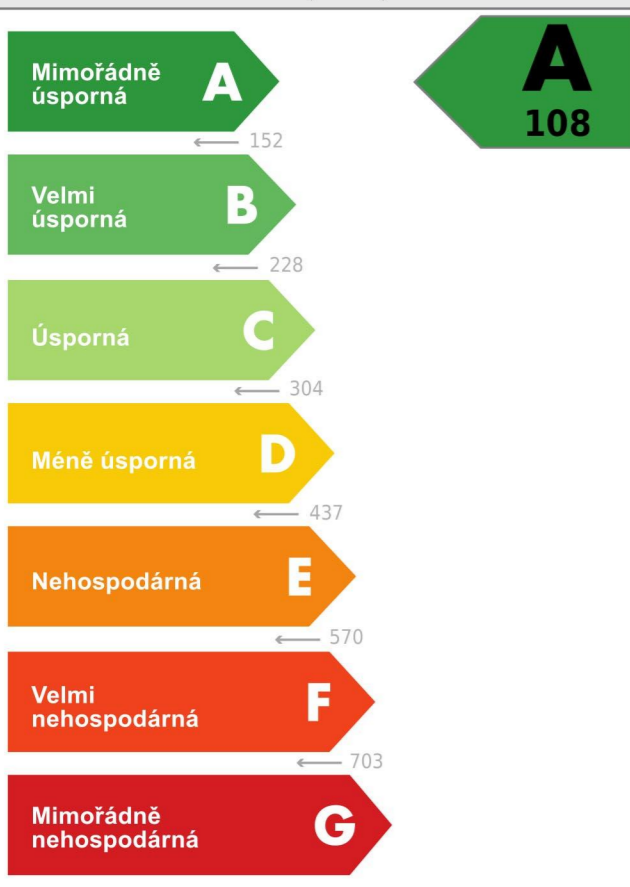 Mimořádně
úsporná
A
A
108
152
Velmi
úsporná
B
228
Úsporná
C
304
Méně úsporná
D
437
Nehospodárná
E
570
Velmi
nehospodárná
F
703
Mimořádně
nehospodárná
G